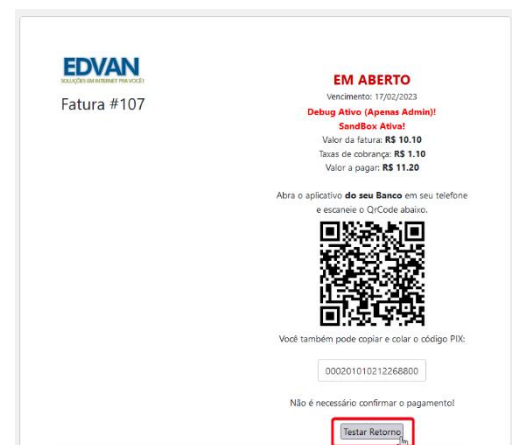 EDVAN
SOLUÇÕES EM INTERNET PRA VOCÊ!
Fatura #107
EM ABERTO
Vencimento: 17/02/2023
Debug Ativo (Apenas Admin)!
SandBox Ativa!
Valor da fatura: R$ 10.10
Taxas de cobrança: R$ 1.10
Valor a pagar: R$ 11.20
Abra o aplicativo do seu Banco em seu telefone
e escaneie o QrCode abaixo.
Você também pode copiar e colar o código PIX:
000201010212268800
Não é necessário confirmar o pagamento!
Testar Retorno